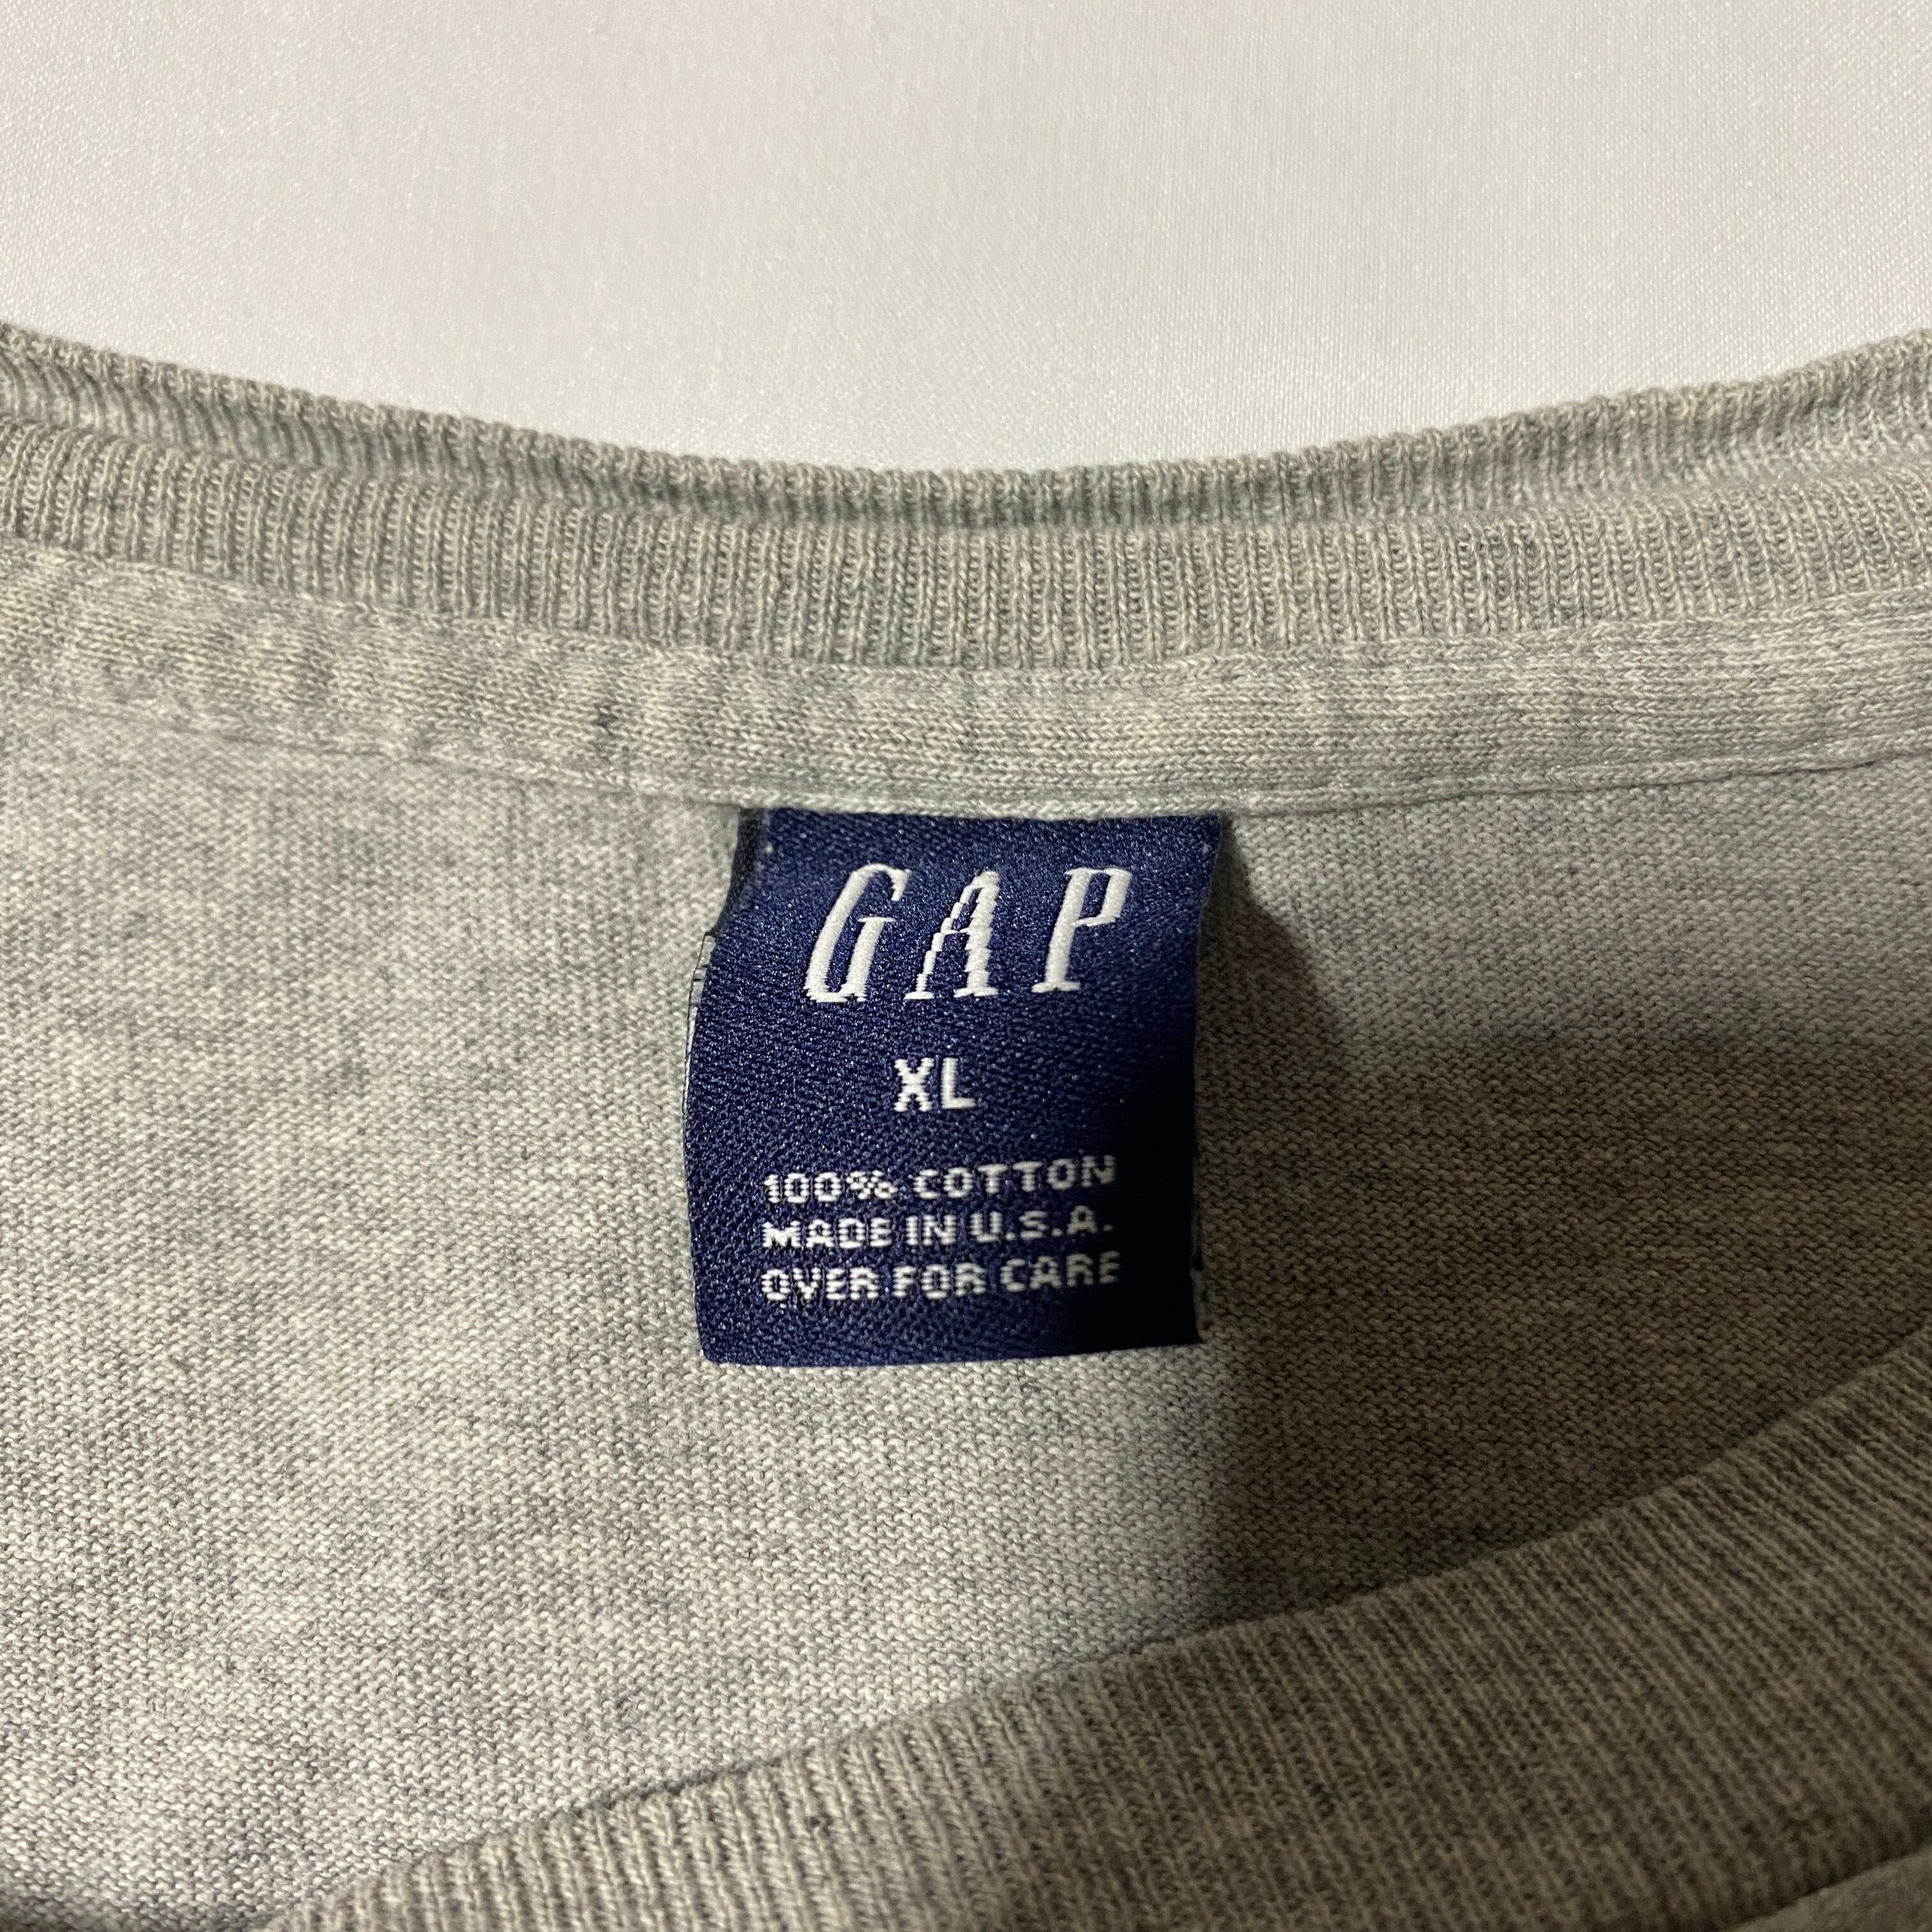 GAP
XL
100% COTTON
MADE IN U.S.A.
OVER FOR CARE